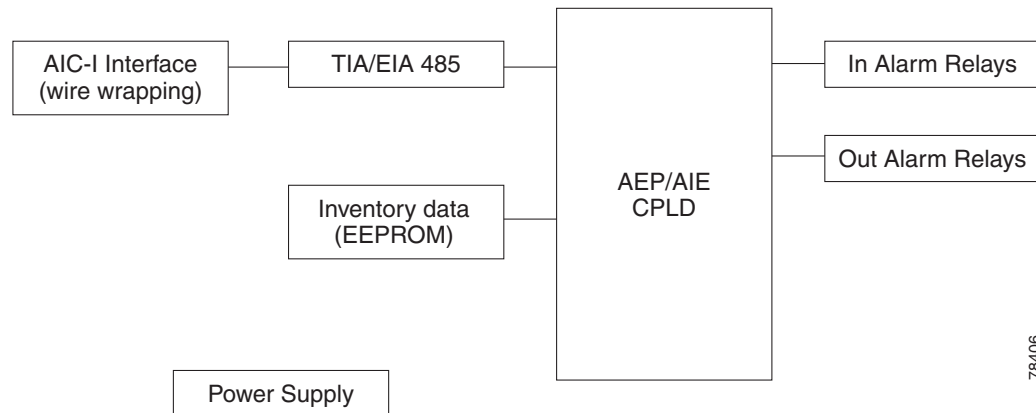 AIC-I Interface
(wire wrapping)
TIA/EIA 485
In Alarm Relays
Out Alarm Relays
AEP/AIE
CPLD
Inventory data
(EEPROM)
Power Supply
78406